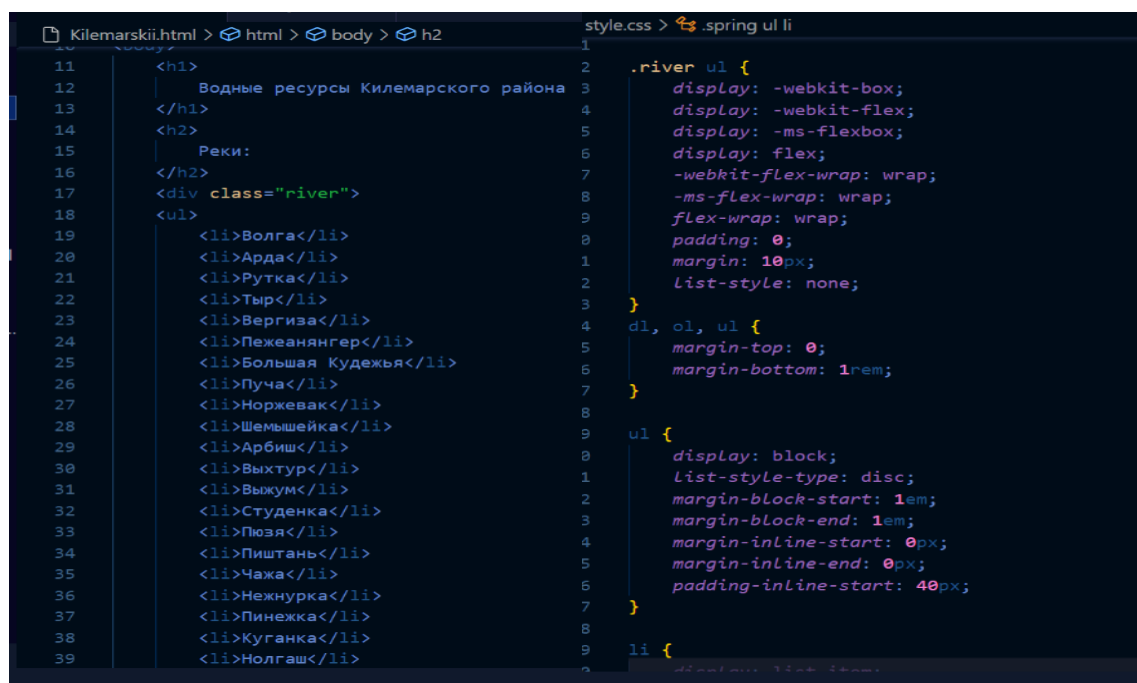 Kilemarskii.html > html > body > h2
10 <body>
11 <h1>
12 Водные ресурсы Килемарского района
13 </h1>
14 <h2>
15 Реки:
16 </h2>
17 <div class="river">
18 <ul>
19 <li>Волга</li>
20 <li>Арда</li>
21 <li>Рутка</li>
22 <li>Тыр</li>
23 <li>Вергиза</li>
24 <li>Пежеанянгер</li>
25 <li>Большая Кудежья</li>
26 <li>Пуча</li>
27 <li>Норжевак</li>
28 <li>Шемышейка</li>
29 <li>Арбиш</li>
30 <li>Выхтур</li>
31 <li>Выжум</li>
32 <li>Студенка</li>
33 <li>Пюзя</li>
34 <li>Пиштань</li>
35 <li>Чажа</li>
36 <li>Нежнурка</li>
37 <li>Пинежка</li>
38 <li>Куганка</li>
39 <li>Нолгаш</li>
style.css > .spring ul li
1
2 .river ul {
3 display: -webkit-box;
4 display: -webkit-flex;
5 display: -ms-flexbox;
6 display: flex;
7 -webkit-flex-wrap: wrap;
8 -ms-flex-wrap: wrap;
9 flex-wrap: wrap;
0 padding: 0;
1 margin: 10px;
2 list-style: none;
3 }
4 dl, ol, ul {
5 margin-top: 0;
6 margin-bottom: 1rem;
7 }
8
9 ul {
0 display: block;
1 list-style-type: disc;
2 margin-block-start: 1em;
3 margin-block-end: 1em;
4 margin-inline-start: 0px;
5 margin-inline-end: 0px;
6 padding-inline-start: 40px;
7 }
8
9 li {
0 display: list-item;